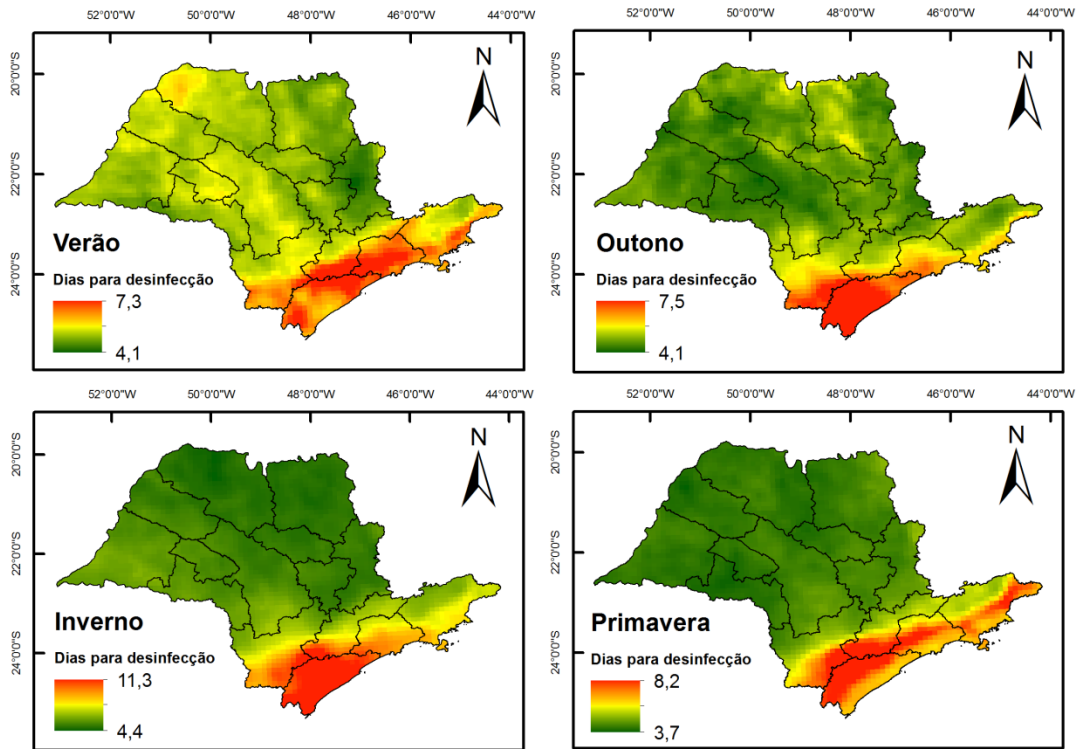 52°0'0"W 50°0'0"W 48°0'0"W 46°0'0"W 44°0'0"W
20°0'0"S
22°0'0"S
24°0'0"S
N
Verão
Dias para desinfecção
7,3
4,1
52°0'0"W 50°0'0"W 48°0'0"W 46°0'0"W 44°0'0"W
20°0'0"S
22°0'0"S
24°0'0"S
N
Outono
Dias para desinfecção
7,5
4,1
52°0'0"W 50°0'0"W 48°0'0"W 46°0'0"W 44°0'0"W
20°0'0"S
22°0'0"S
24°0'0"S
N
Inverno
Dias para desinfecção
11,3
4,4
52°0'0"W 50°0'0"W 48°0'0"W 46°0'0"W 44°0'0"W
20°0'0"S
22°0'0"S
24°0'0"S
N
Primavera
Dias para desinfecção
8,2
3,7